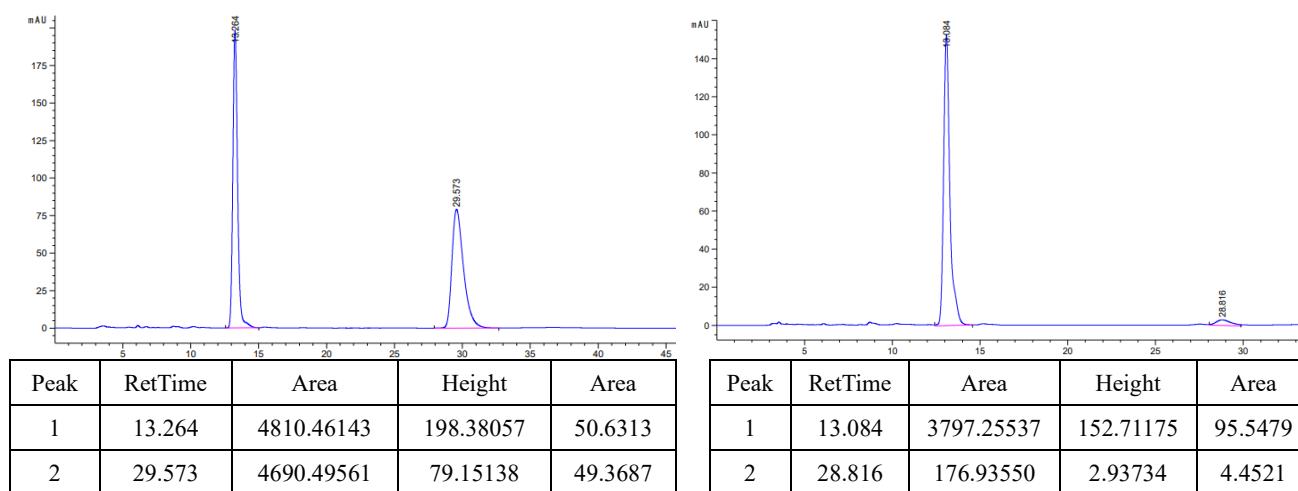 mAU
13.264
29.573
175
150
125
100
75
50
25
0
5 10 15 20 25 30 35 40 45
Peak RetTime Area Height Area
1 13.264 4810.46143 198.38057 50.6313
2 29.573 4690.49561 79.15138 49.3687
mAU
13.084
28.816
140
120
100
80
60
40
20
0
5 10 15 20 25 30
Peak RetTime Area Height Area
1 13.084 3797.25537 152.71175 95.5479
2 28.816 176.93550 2.93734 4.4521